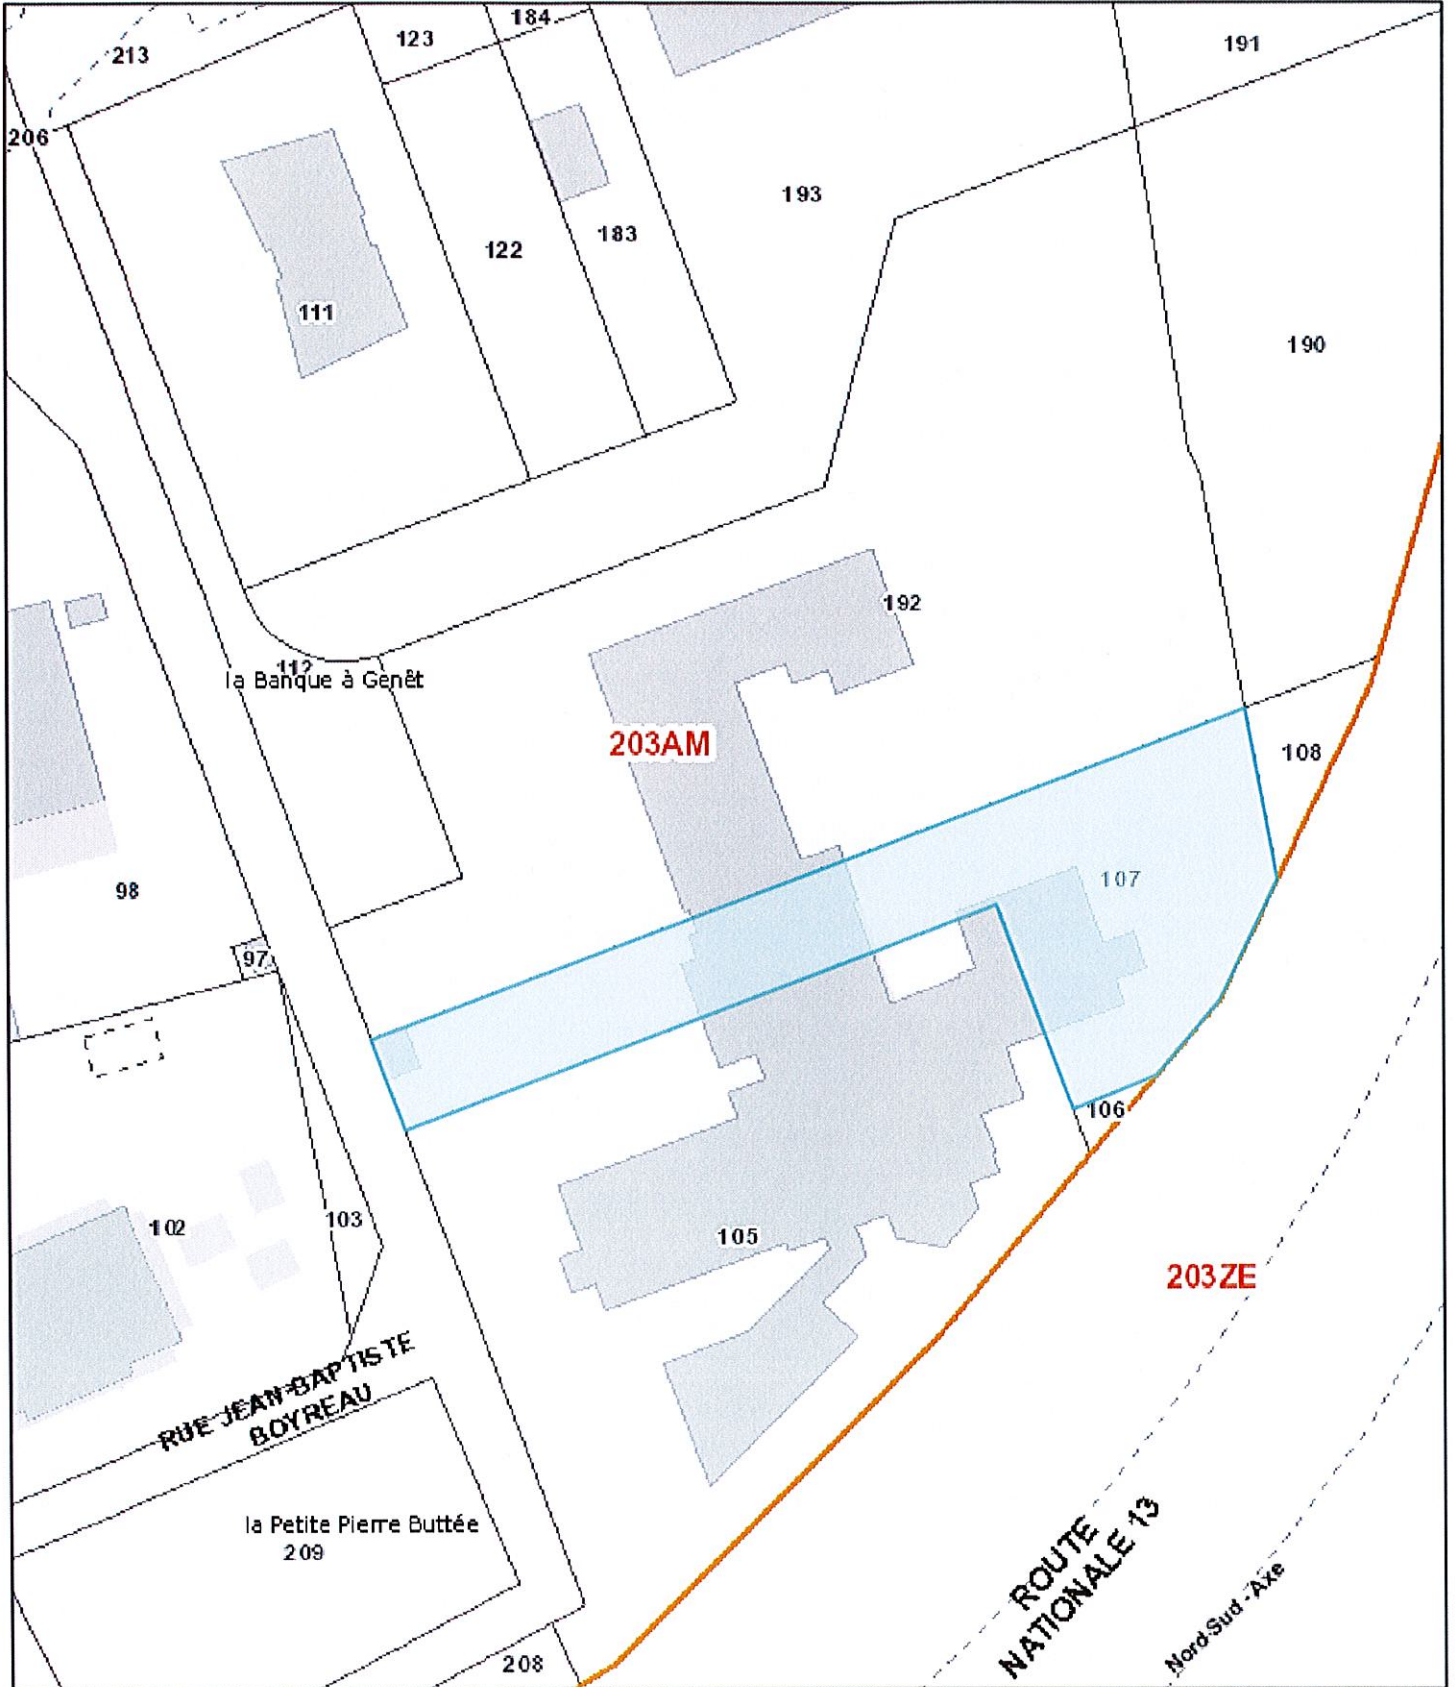 184
123
191
213
206
193
183
122
111
190
192
112
la Banque à Genêt
203AM
108
107
98
97
106
103
102
105
203ZE
RUE JEAN-BAPTISTE
BOYREAU
la Petite Pierre Buttée
209
ROUTE
NATIONALE 13
Nord-Sud - Axe
208